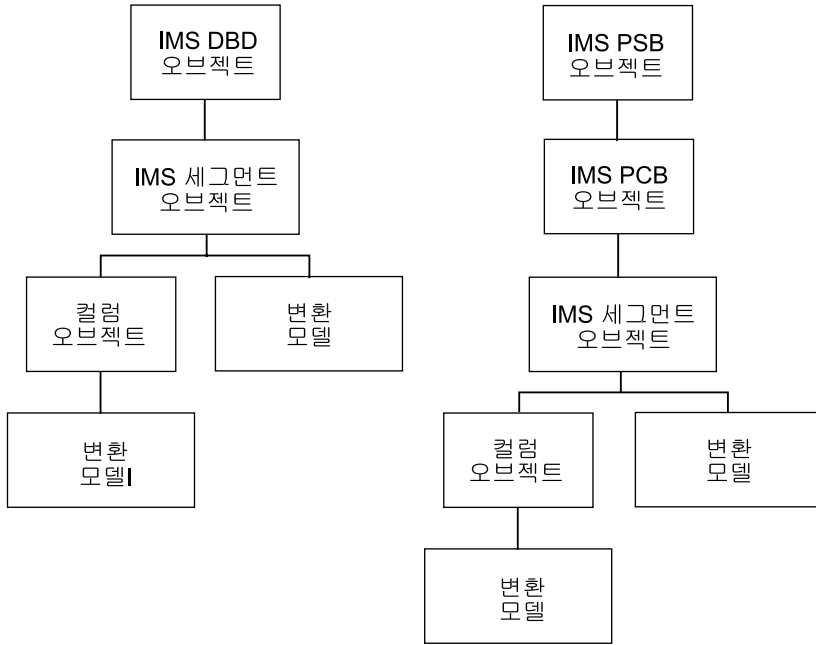 IMS DBD
오브젝트
IMS 세그먼트
오브젝트
컬럼
오브젝트
변환
모델
변환
모델I
IMS PSB
오브젝트
IMS PCB
오브젝트
IMS 세그먼트
오브젝트
컬럼
오브젝트
변환
모델
변환
모델